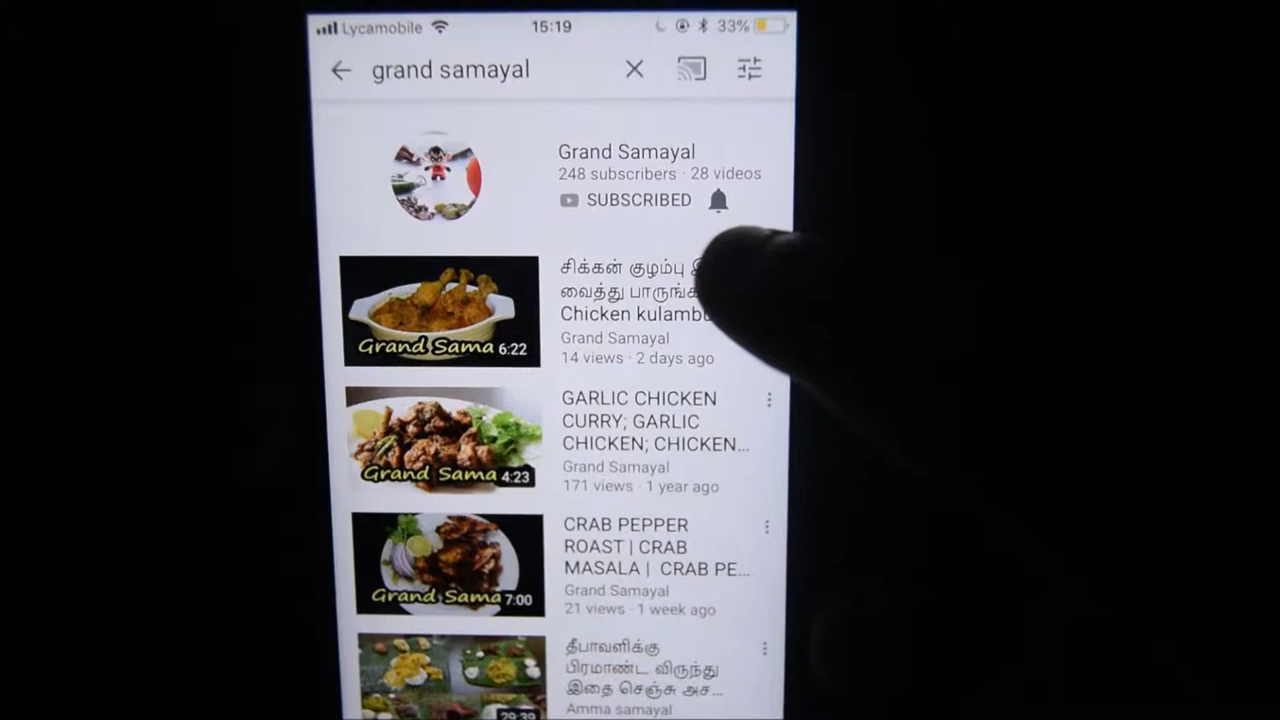 Lycamobile 15:19 33%
grand samayal
Grand Samayal
248 subscribers · 28 videos
SUBSCRIBED
சிக்கன் குழம்பு
வைத்து
Chicken kulambu
Grand Samayal
14 views · 2 days ago
Grand Sama 6:22
GARLIC CHICKEN
CURRY; GARLIC
CHICKEN; CHICKEN...
Grand Samayal
171 views · 1 year ago
Grand Sama 4:23
CRAB PEPPER
ROAST | CRAB
MASALA | CRAB PE...
Grand Samayal
21 views · 1 week ago
Grand Sama 7:00
தீபாவளிக்கு
பிரமாண்ட விருந்து
இதை செஞ்சு அச...
Amma samayal
29:39